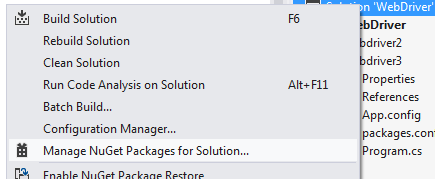 Solution 'WebDriver'
Build Solution F6
bDriver
Rebuild Solution
bdriver2
Clean Solution
bdriver3
Run Code Analysis on Solution Alt+F11
Properties
Batch Build...
References
Configuration Manager...
App.config
packages.con
Manage NuGet Packages for Solution...
Program.cs
Enable NuGet Package Restore